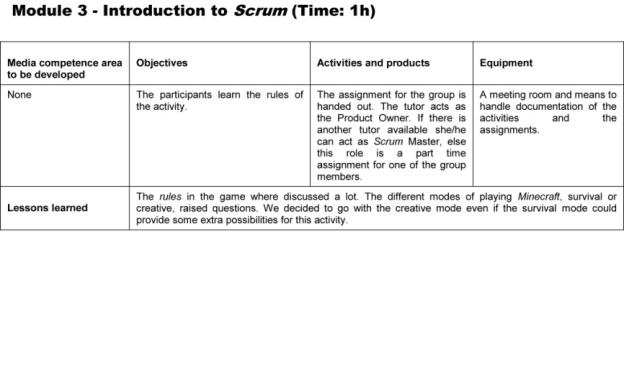 Module 3 - Introduction to Scrum (Time: 1h)
Media competence area
to be developed
Objectives
Activities and products
Equipment
None
The participants learn the rules of
the activity.
The assignment for the group is
handed out. The tutor acts as
the Product Owner. If there is
another tutor available she/he
can act as Scrum Master, else
this role is a part time
assignment for one of the group
members.
A meeting room and means to
handle documentation of the
activities and the
assignments.
Lessons learned
The rules in the game where discussed a lot. The different modes of playing Minecraft, survival or
creative, raised questions. We decided to go with the creative mode even if the survival mode could
provide some extra possibilities for this activity.